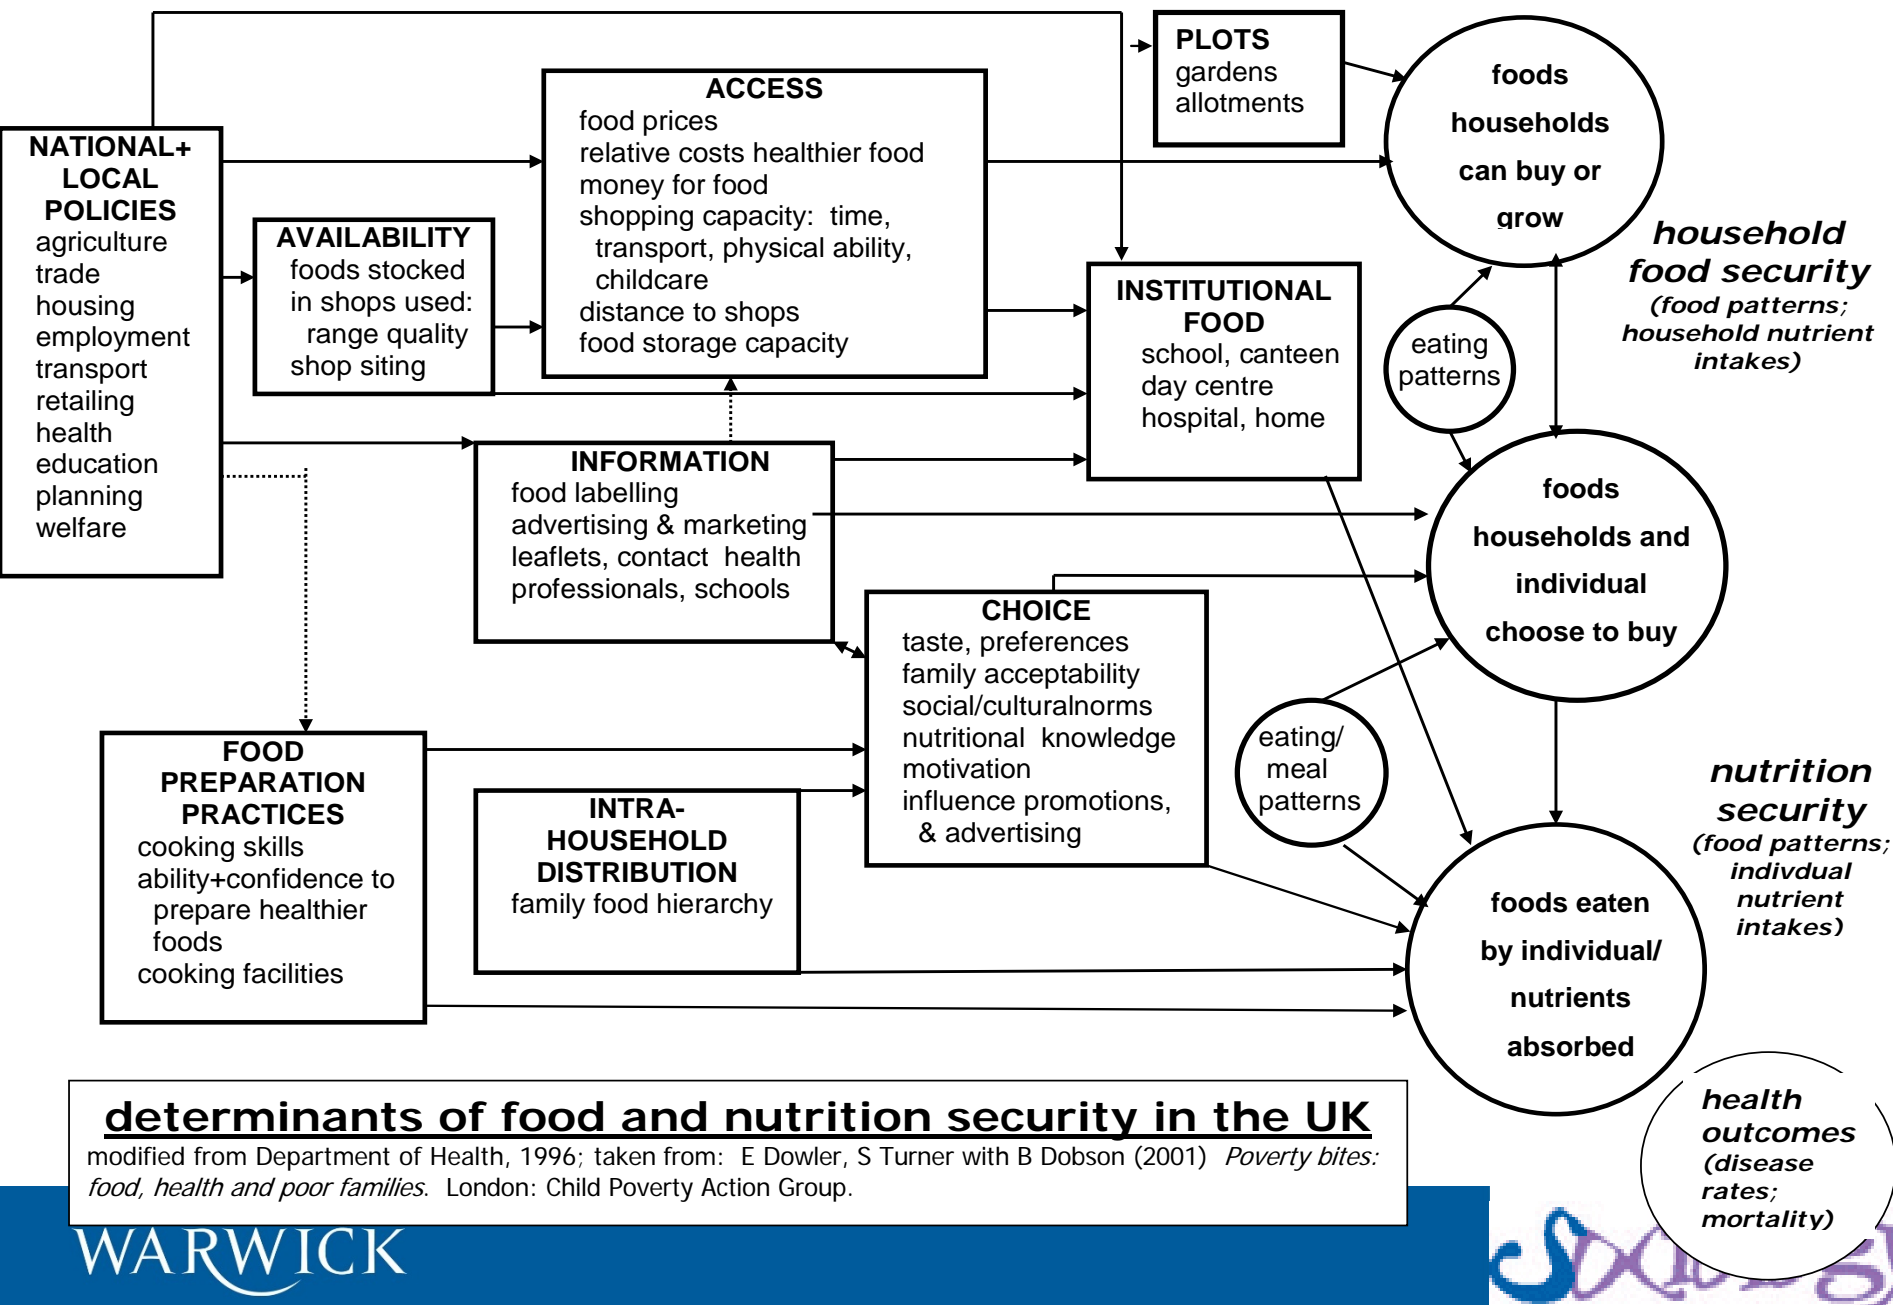 NATIONAL+
LOCAL
POLICIES
agriculture
trade
housing
employment
transport
retailing
health
education
planning
welfare
AVAILABILITY
foods stocked
in shops used:
range quality
shop siting
ACCESS
food prices
relative costs healthier food
money for food
shopping capacity: time,
transport, physical ability,
childcare
distance to shops
food storage capacity
PLOTS
gardens
allotments
INSTITUTIONAL
FOOD
school, canteen
day centre
hospital, home
INFORMATION
food labelling
advertising & marketing
leaflets, contact health
professionals, schools
CHOICE
taste, preferences
family acceptability
social/culturalnorms
nutritional knowledge
motivation
influence promotions,
& advertising
FOOD
PREPARATION
PRACTICES
cooking skills
ability+confidence to
prepare healthier
foods
cooking facilities
INTRA-
HOUSEHOLD
DISTRIBUTION
family food hierarchy
foods
households
can buy or
grow
eating
patterns
household
food security
(food patterns;
household nutrient
intakes)
foods
households and
individual
choose to buy
eating/
meal
patterns
nutrition
security
(food patterns;
indivdual
nutrient
intakes)
foods eaten
by individual/
nutrients
absorbed
health
outcomes
(disease
rates;
mortality)
determinants of food and nutrition security in the UK
modified from Department of Health, 1996; taken from: E Dowler, S Turner with B Dobson (2001) Poverty bites:
food, health and poor families. London: Child Poverty Action Group.
WARWICK